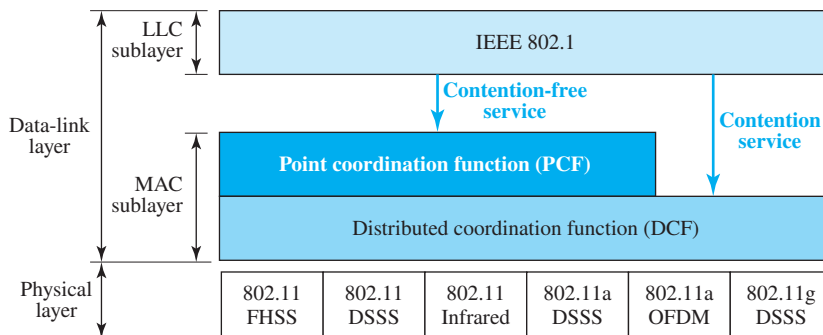 LLC
sublayer
IEEE 802.1
Contention-free
service
Contention
service
Data-link
layer
MAC
sublayer
Point coordination function (PCF)
Distributed coordination function (DCF)
Physical
layer
802.11
FHSS
802.11
DSSS
802.11
Infrared
802.11a
DSSS
802.11a
OFDM
802.11g
DSSS